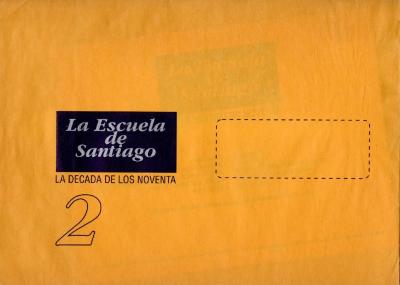 La Escuela
de
Santiago
LA DECADA DE LOS NOVENTA
2